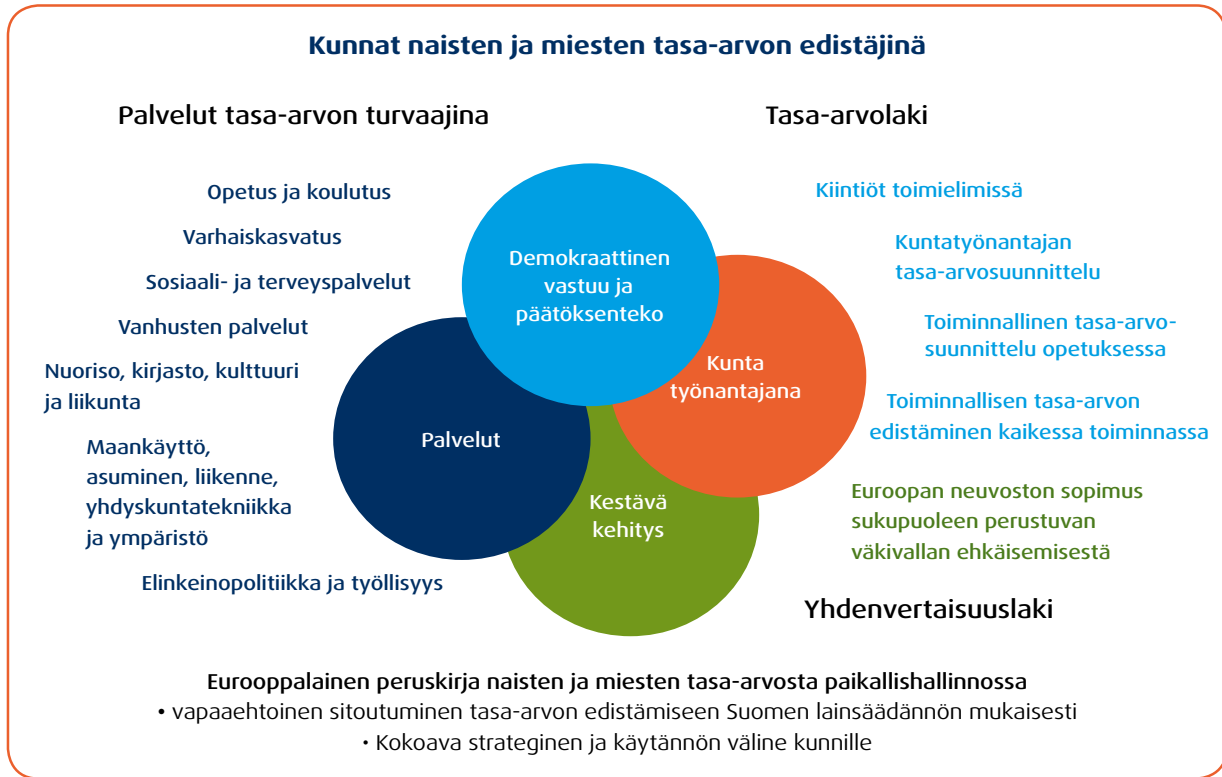 Kunnat naisten ja miesten tasa-arvon edistäjinä
Palvelut tasa-arvon turvaajina
Opetus ja koulutus
Varhaiskasvatus
Sosiaali- ja terveyspalvelut
Vanhusten palvelut
Nuoriso, kirjasto, kulttuuri
ja liikunta
Maankäyttö,
asuminen, liikenne,
yhdyskuntatekniikka
ja ympäristö
Elinkeinopolitiikka ja työllisyys
Demokraattinen
vastuu ja
päätöksenteko
Kunta
työnantajana
Palvelut
Kestävä
kehitys
Tasa-arvolaki
Kiintiöt toimielimissä
Kuntatyönantajan
tasa-arvosuunnittelu
Toiminnallinen tasa-arvo-
suunnittelu opetuksessa
Toiminnallisen tasa-arvon
edistäminen kaikessa toiminnassa
Euroopan neuvoston sopimus
sukupuoleen perustuvan
väkivallan ehkäisemisestä
Yhdenvertaisuuslaki
Eurooppalainen peruskirja naisten ja miesten tasa-arvosta paikallishallinnossa
• vapaaehtoinen sitoutuminen tasa-arvon edistämiseen Suomen lainsäädännön mukaisesti
• Kokoava strateginen ja käytännön väline kunnille